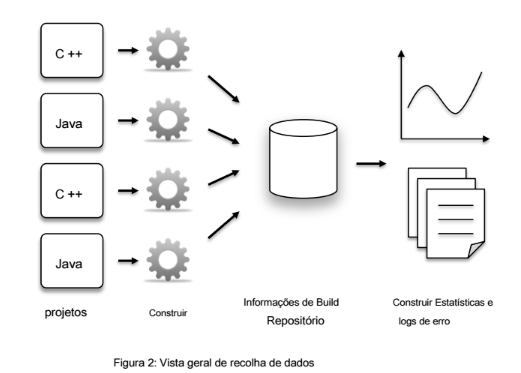 C ++
Java
C ++
Java
projetos
Construir
Informações de Build
Repositório
Construir Estatísticas e
logs de erro
Figura 2: Vista geral de recolha de dados